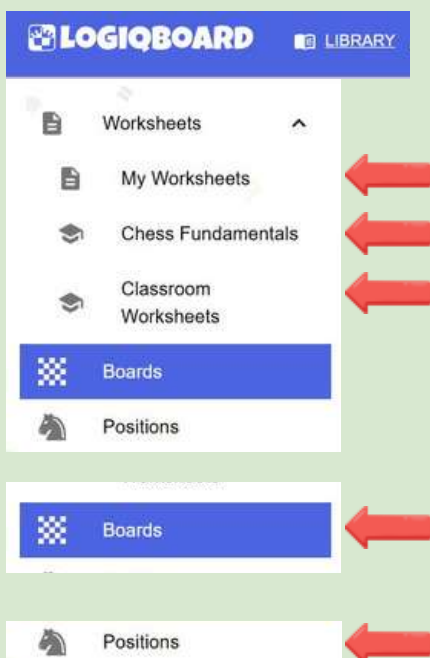 LOGIQBOARD LIBRARY
Worksheets
My Worksheets
Chess Fundamentals
Classroom
Worksheets
Boards
Positions
Boards
Positions